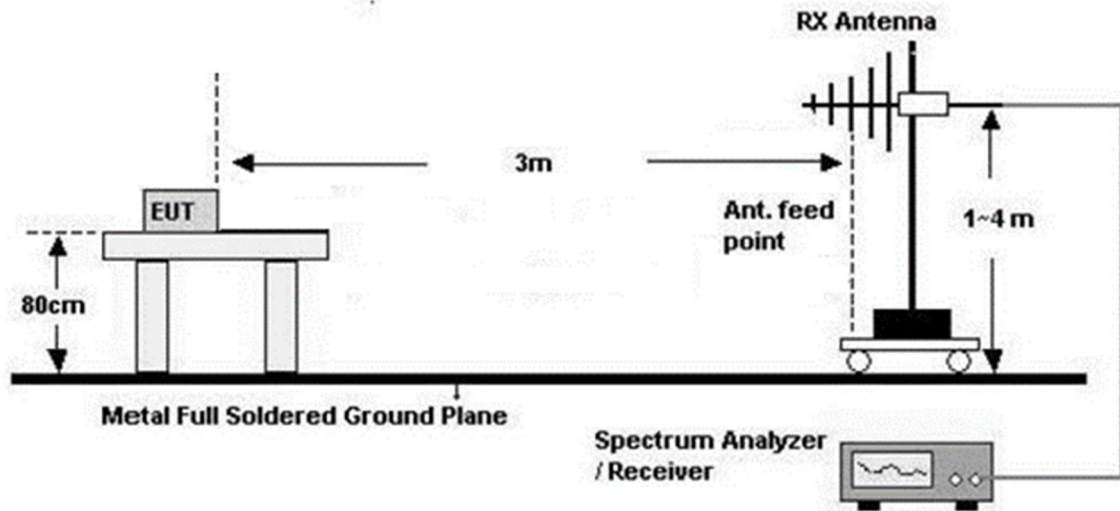 RX Antenna
3m
EUT
Ant. feed
point
1~4 m
80cm
Metal Full Soldered Ground Plane
Spectrum Analyzer
/ Receiver